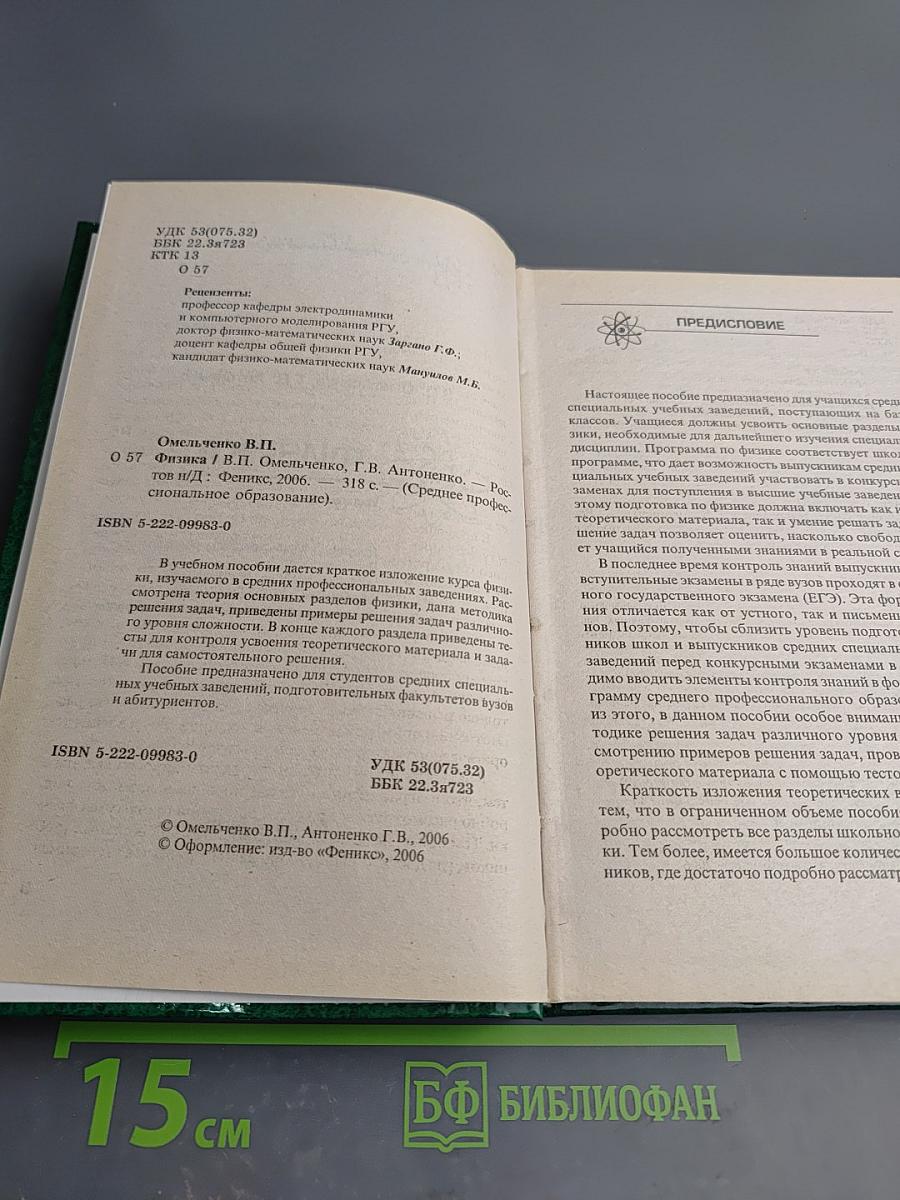 УДК 53(075.32)
ББК 22.3я723
КТК 13
О 57
Рецензенты:
профессор кафедры электродинамики
и компьютерного моделирования РГУ,
доктор физико-математических наук Заргано Г.Ф.;
доцент кафедры общей физики РГУ,
кандидат физико-математических наук Мануилов М.Б.
Омельченко В.П.
О 57 Физика / В.П. Омельченко, Г.В. Антоненко. — Рос-
тов н/Д : Феникс, 2006. — 318 с. — (Среднее профес-
сиональное образование).
ISBN 5-222-09983-0
В учебном пособии дается краткое изложение курса физи-
ки, изучаемого в средних профессиональных заведениях. Рас-
смотрена теория основных разделов физики, дана методика
решения задач, приведены примеры решения задач различно-
го уровня сложности. В конце каждого раздела приведены те-
сты для контроля усвоения теоретического материала и зада-
чи для самостоятельного решения.
Пособие предназначено для студентов средних специаль-
ных учебных заведений, подготовительных факультетов вузов
и абитуриентов.
ISBN 5-222-09983-0
УДК 53(075.32)
ББК 22.3я723
© Омельченко В.П., Антоненко Г.В., 2006
© Оформление: изд-во «Феникс», 2006
ПРЕДИСЛОВИЕ
Настоящее пособие предназначено для учащихся средн
специальных учебных заведений, поступающих на баз
классов. Учащиеся должны усвоить основные разделы
зики, необходимые для дальнейшего изучения специал
дисциплин. Программа по физике соответствует шко
программе, что дает возможность выпускникам средни
циальных учебных заведений участвовать в конкурсн
заменах для поступления в высшие учебные заведен
этому подготовка по физике должна включать как и
теоретического материала, так и умение решать зад
шение задач позволяет оценить, насколько свобод
ет учащийся полученными знаниями в реальной с
В последнее время контроль знаний выпускни
вступительные экзамены в ряде вузов проходят в ф
ного государственного экзамена (ЕГЭ). Эта фор
ния отличается как от устного, так и письмен
нов. Поэтому, чтобы сблизить уровень подгото
ников школ и выпускников средних специаль
заведений перед конкурсными экзаменами в
димо вводить элементы контроля знаний в фо
грамму среднего профессионального образо
из этого, в данном пособии особое вниман
тодике решения задач различного уровня
смотрению примеров решения задач, пров
оретического материала с помощью тесто
Краткость изложения теоретических в
тем, что в ограниченном объеме пособи
робно рассмотреть все разделы школьно
ки. Тем более, имеется большое количес
ников, где достаточо подробно рассматр
15 см
БФ БИБЛИОФАН